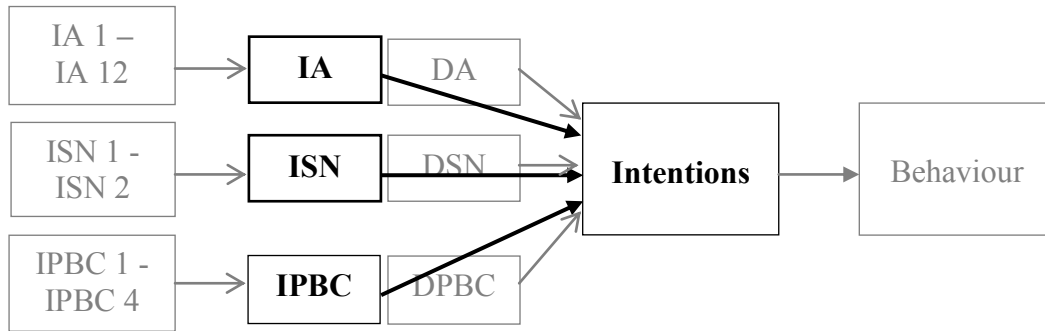 IA 1 –
IA 12
IA
DA
ISN 1 -
ISN 2
ISN
DSN
Intentions
Behaviour
IPBC 1 -
IPBC 4
IPBC
DPBC